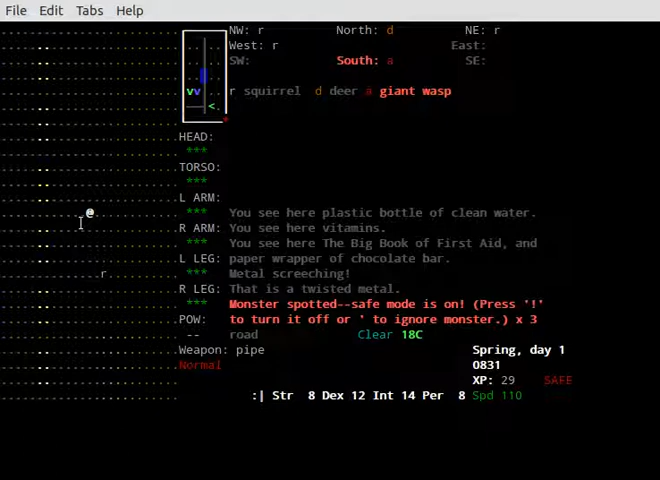 File Edit Tabs Help
NW: r North: d NE: r
West: r East:
SW: South: a SE:
vv
<.
r squirrel d deer a giant wasp
HEAD:
***
TORSO:
***
L ARM:
*** You see here plastic bottle of clean water.
R ARM: You see here vitamins.
*** You see here The Big Book of First Aid, and
L LEG: paper wrapper of chocolate bar.
*** Metal screeching!
R LEG: That is a twisted metal.
*** Monster spotted--safe mode is on! (Press '!'
POW: to turn it off or ' to ignore monster.) x 3
-- road Clear 18C
Weapon: pipe Spring, day 1
Normal 0831
XP: 29 SAFE
:| Str 8 Dex 12 Int 14 Per 8 Spd 110
@
r